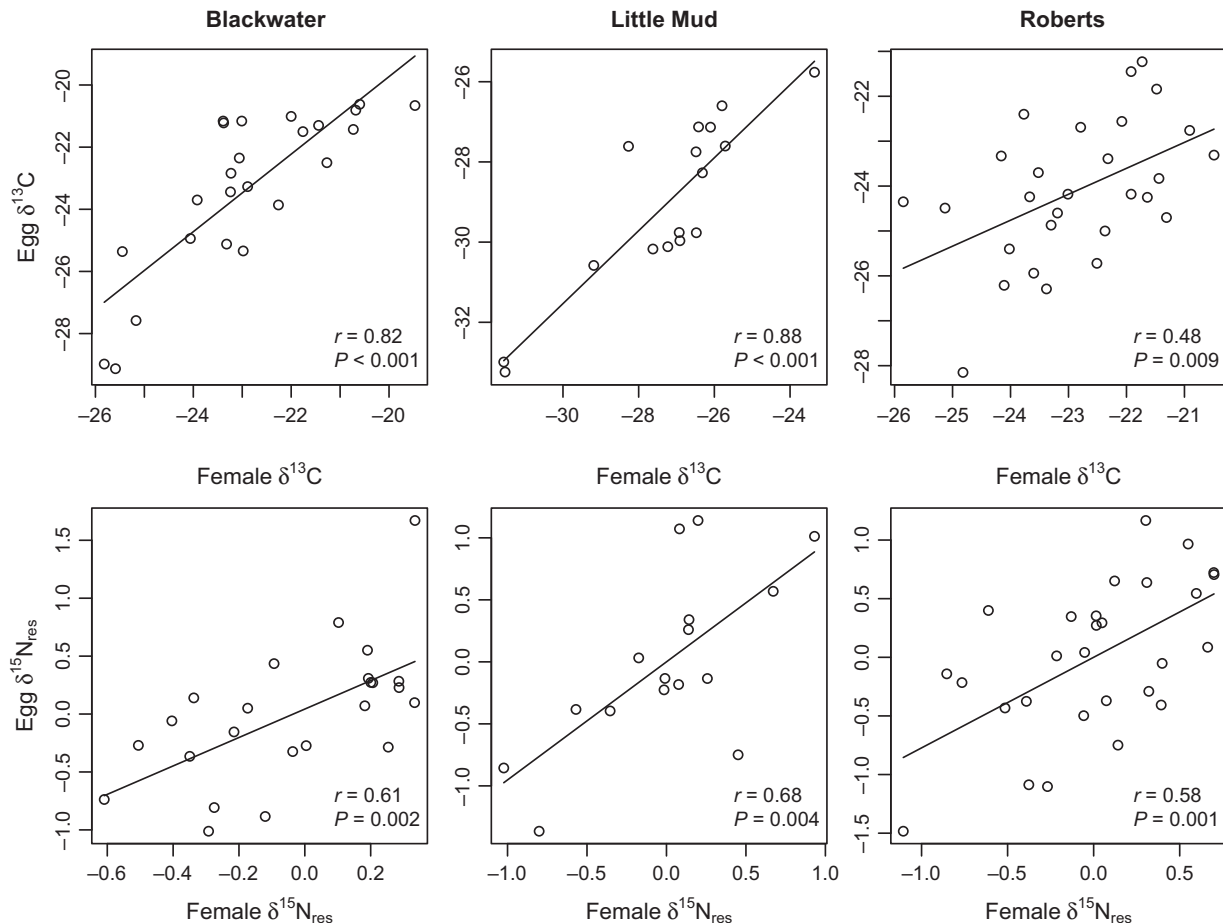 Blackwater
Little Mud
Roberts
Egg δ¹³C
−20
−22
−24
−26
−28
r = 0.82
P < 0.001
−26 −25 −24 −23 −22 −21 −20
Female δ¹³C
−26
−28
−30
−32
r = 0.88
P < 0.001
−30 −28 −26 −24
Female δ¹³C
−22
−24
−26
−28
r = 0.48
P = 0.009
−26 −25 −24 −23 −22 −21
Female δ¹³C
Egg δ¹⁵Nres
1.5
1.0
0.5
0.0
−0.5
−1.0
r = 0.61
P = 0.002
−0.6 −0.4 −0.2 0.0 0.2
Female δ¹⁵Nres
1.0
0.5
0.0
−1.0
r = 0.68
P = 0.004
−1.0 −0.5 0.0 0.5 1.0
Female δ¹⁵Nres
1.0
0.5
0.0
−0.5
−1.0
−1.5
r = 0.58
P = 0.001
−1.0 −0.5 0.0 0.5
Female δ¹⁵Nres